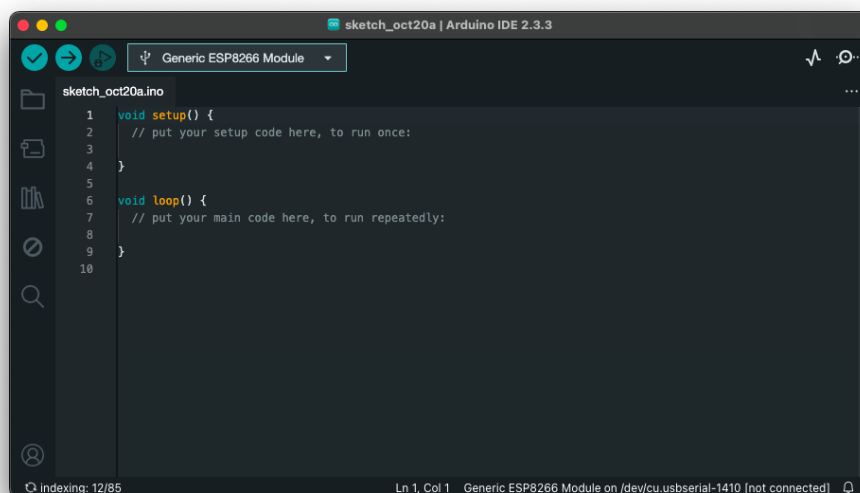 sketch_oct20a | Arduino IDE 2.3.3
Generic ESP8266 Module
sketch_oct20a.ino
1 void setup() {
2 // put your setup code here, to run once:
3
4 }
5
6 void loop() {
7 // put your main code here, to run repeatedly:
8
9 }
10
indexing: 12/85 Ln 1, Col 1 Generic ESP8266 Module on /dev/cu.usbserial-1410 [not connected]